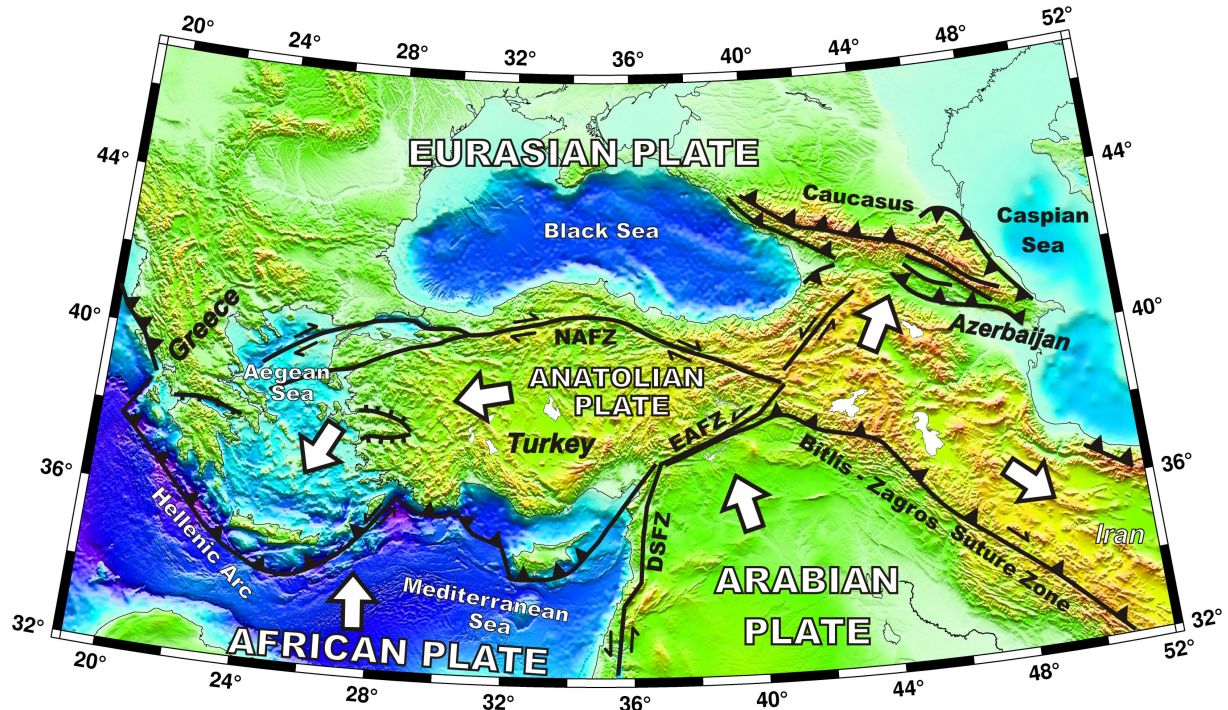 20°
24°
28°
32°
36°
40°
44°
48°
52°
44°
44°
EURASIAN PLATE
Caucasus
Caspian
Sea
Black Sea
40°
40°
Greece
Azerbaijan
NAFZ
Aegean
Sea
ANATOLIAN
PLATE
EAFZ
Turkey
Bitlis - Zagros Suture Zone
36°
36°
Hellenic Arc
DSFZ
Iran
Mediterranean
Sea
ARABIAN
PLATE
AFRICAN PLATE
32°
32°
20°
24°
28°
32°
36°
40°
44°
48°
52°